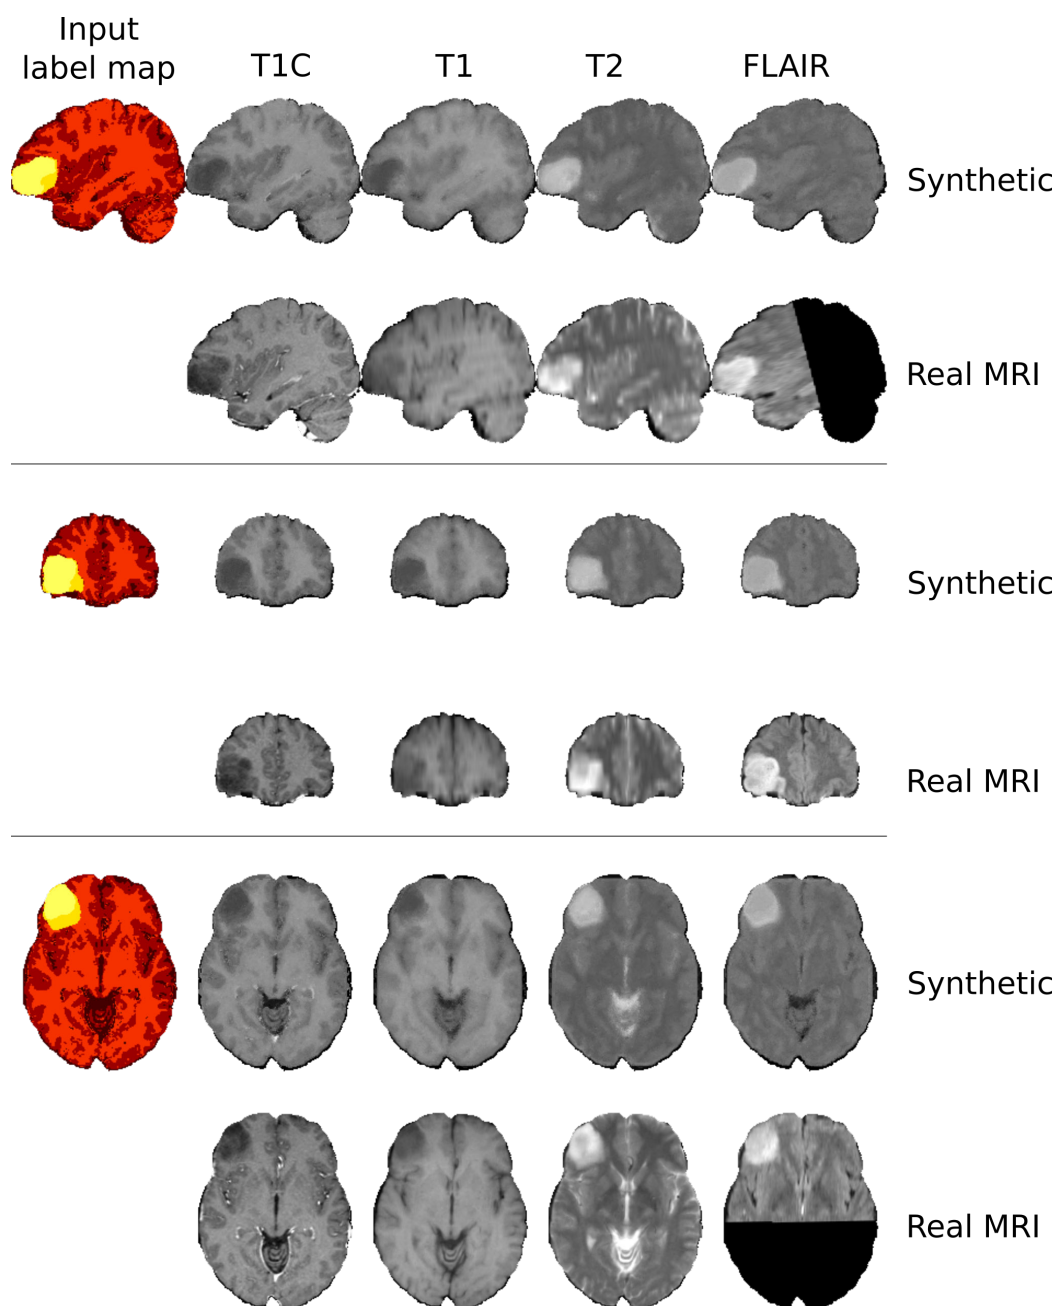 Input
label map
T1C
T1
T2
FLAIR
Synthetic
Real MRI
Synthetic
Real MRI
Synthetic
Real MRI